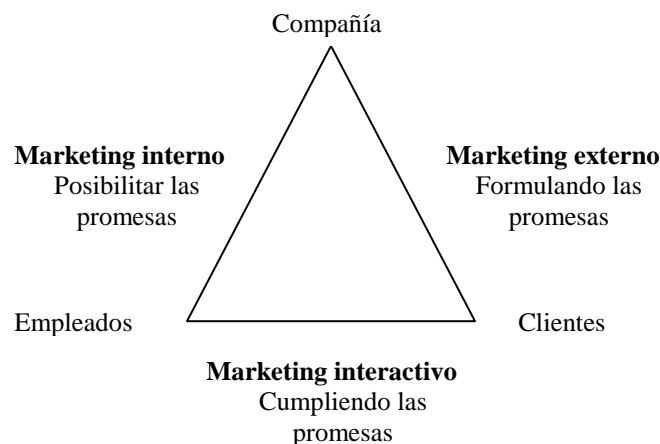 Compañía
Marketing interno
Posibilitar las
promesas
Marketing externo
Formulando las
promesas
Empleados
Clientes
Marketing interactivo
Cumpliendo las
promesas